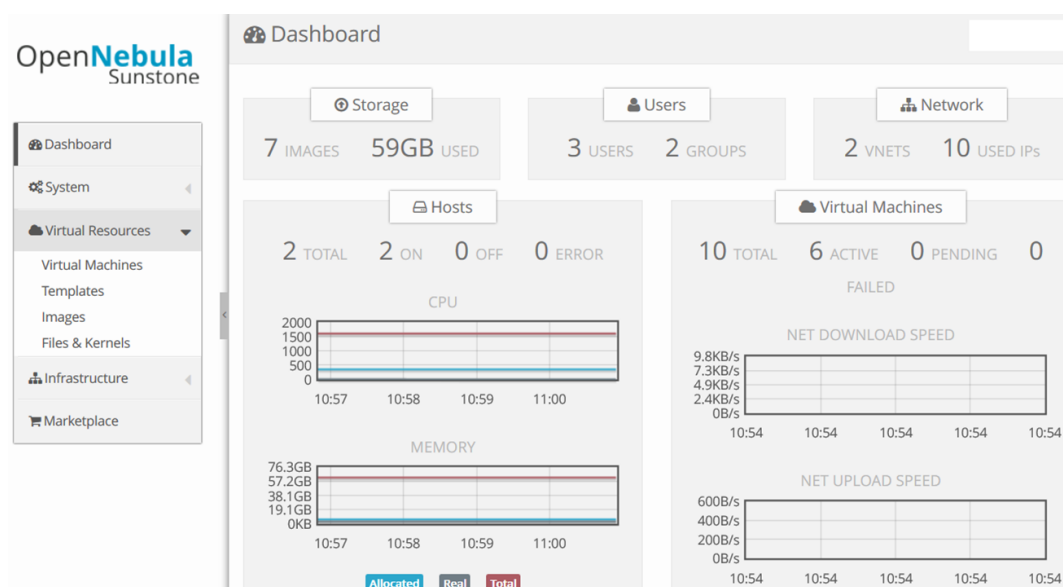 OpenNebula
Sunstone
Dashboard
System
Virtual Resources
Virtual Machines
Templates
Images
Files & Kernels
Infrastructure
Marketplace
Dashboard
Storage
7 IMAGES 59GB USED
Users
3 USERS 2 GROUPS
Network
2 VNETS 10 USED IPs
Hosts
2 TOTAL 2 ON 0 OFF 0 ERROR
CPU
2000
1500
1000
500
0
10:57 10:58 10:59 11:00
MEMORY
76.3GB
57.2GB
38.1GB
19.1GB
0KB
10:57 10:58 10:59 11:00
Allocated Real Total
Virtual Machines
10 TOTAL 6 ACTIVE 0 PENDING 0
FAILED
NET DOWNLOAD SPEED
9.8KB/s
7.3KB/s
4.9KB/s
2.4KB/s
0B/s
10:54 10:54 10:54 10:54 10:54
NET UPLOAD SPEED
600B/s
400B/s
200B/s
0B/s
10:54 10:54 10:54 10:54 10:54